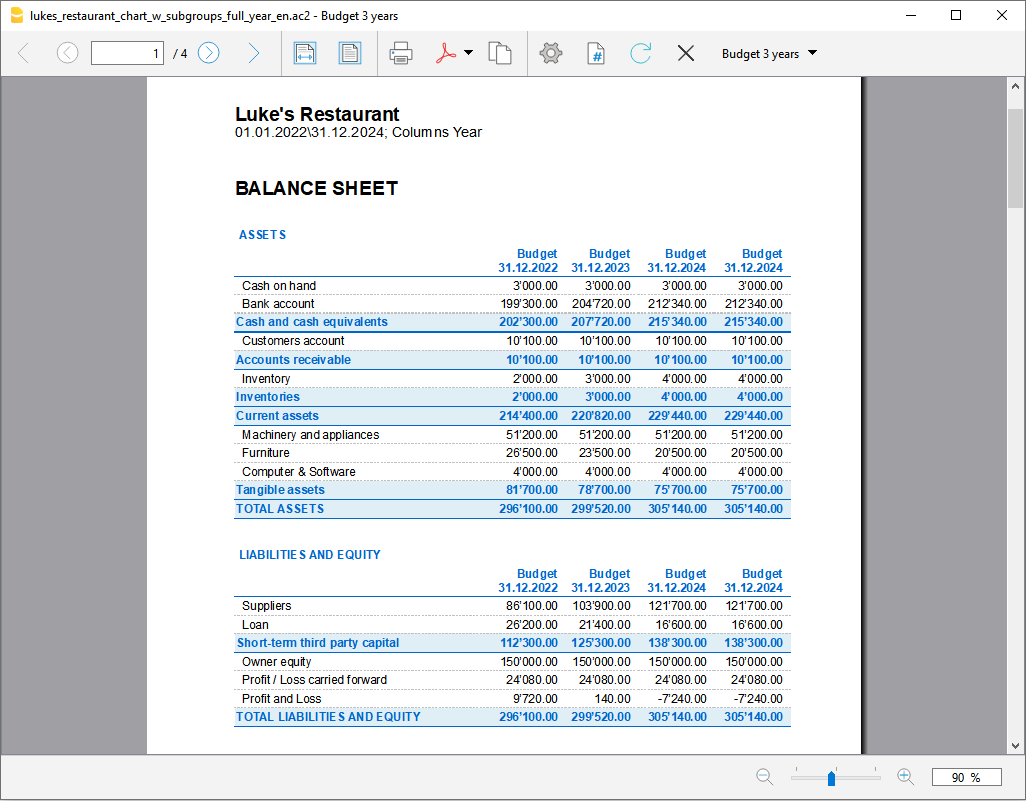 lukes_restaurant_chart_w_subgroups_full_year_en.ac2 - Budget 3 years
1 / 4 Budget 3 years
Luke's Restaurant
01.01.2022\31.12.2024; Columns Year
BALANCE SHEET
ASSETS
Budget Budget Budget Budget
31.12.2022 31.12.2023 31.12.2024 31.12.2024
Cash on hand 3'000.00 3'000.00 3'000.00 3'000.00
Bank account 199'300.00 204'720.00 212'340.00 212'340.00
Cash and cash equivalents 202'300.00 207'720.00 215'340.00 215'340.00
Customers account 10'100.00 10'100.00 10'100.00 10'100.00
Accounts receivable 10'100.00 10'100.00 10'100.00 10'100.00
Inventory 2'000.00 3'000.00 4'000.00 4'000.00
Inventories 2'000.00 3'000.00 4'000.00 4'000.00
Current assets 214'400.00 220'820.00 229'440.00 229'440.00
Machinery and appliances 51'200.00 51'200.00 51'200.00 51'200.00
Furniture 26'500.00 23'500.00 20'500.00 20'500.00
Computer & Software 4'000.00 4'000.00 4'000.00 4'000.00
Tangible assets 81'700.00 78'700.00 75'700.00 75'700.00
TOTAL ASSETS 296'100.00 299'520.00 305'140.00 305'140.00
LIABILITIES AND EQUITY
Budget Budget Budget Budget
31.12.2022 31.12.2023 31.12.2024 31.12.2024
Suppliers 86'100.00 103'900.00 121'700.00 121'700.00
Loan 26'200.00 21'400.00 16'600.00 16'600.00
Short-term third party capital 112'300.00 125'300.00 138'300.00 138'300.00
Owner equity 150'000.00 150'000.00 150'000.00 150'000.00
Profit / Loss carried forward 24'080.00 24'080.00 24'080.00 24'080.00
Profit and Loss 9'720.00 140.00 -7'240.00 -7'240.00
TOTAL LIABILITIES AND EQUITY 296'100.00 299'520.00 305'140.00 305'140.00
90 %